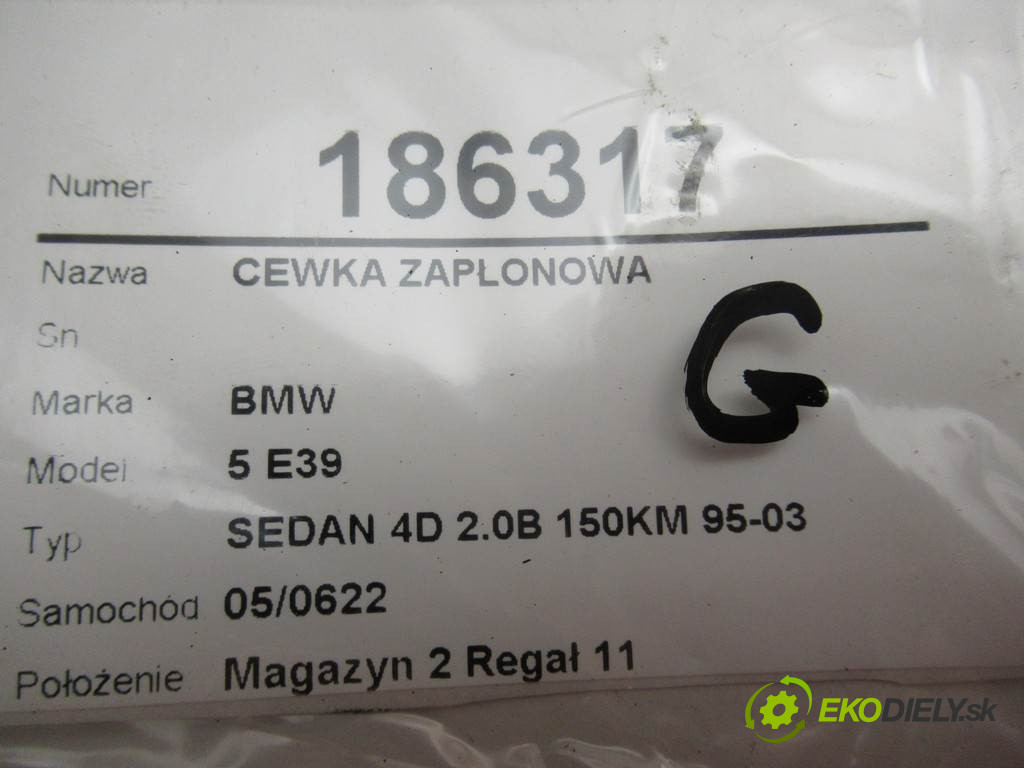 Numer 186317
Nazwa CEWKA ZAPŁONOWA
Sn
G
Marka BMW
Model 5 E39
Typ SEDAN 4D 2.0B 150KM 95-03
Samochód 05/0622
Położenie Magazyn 2 Regał 11
EKODIELY.sk